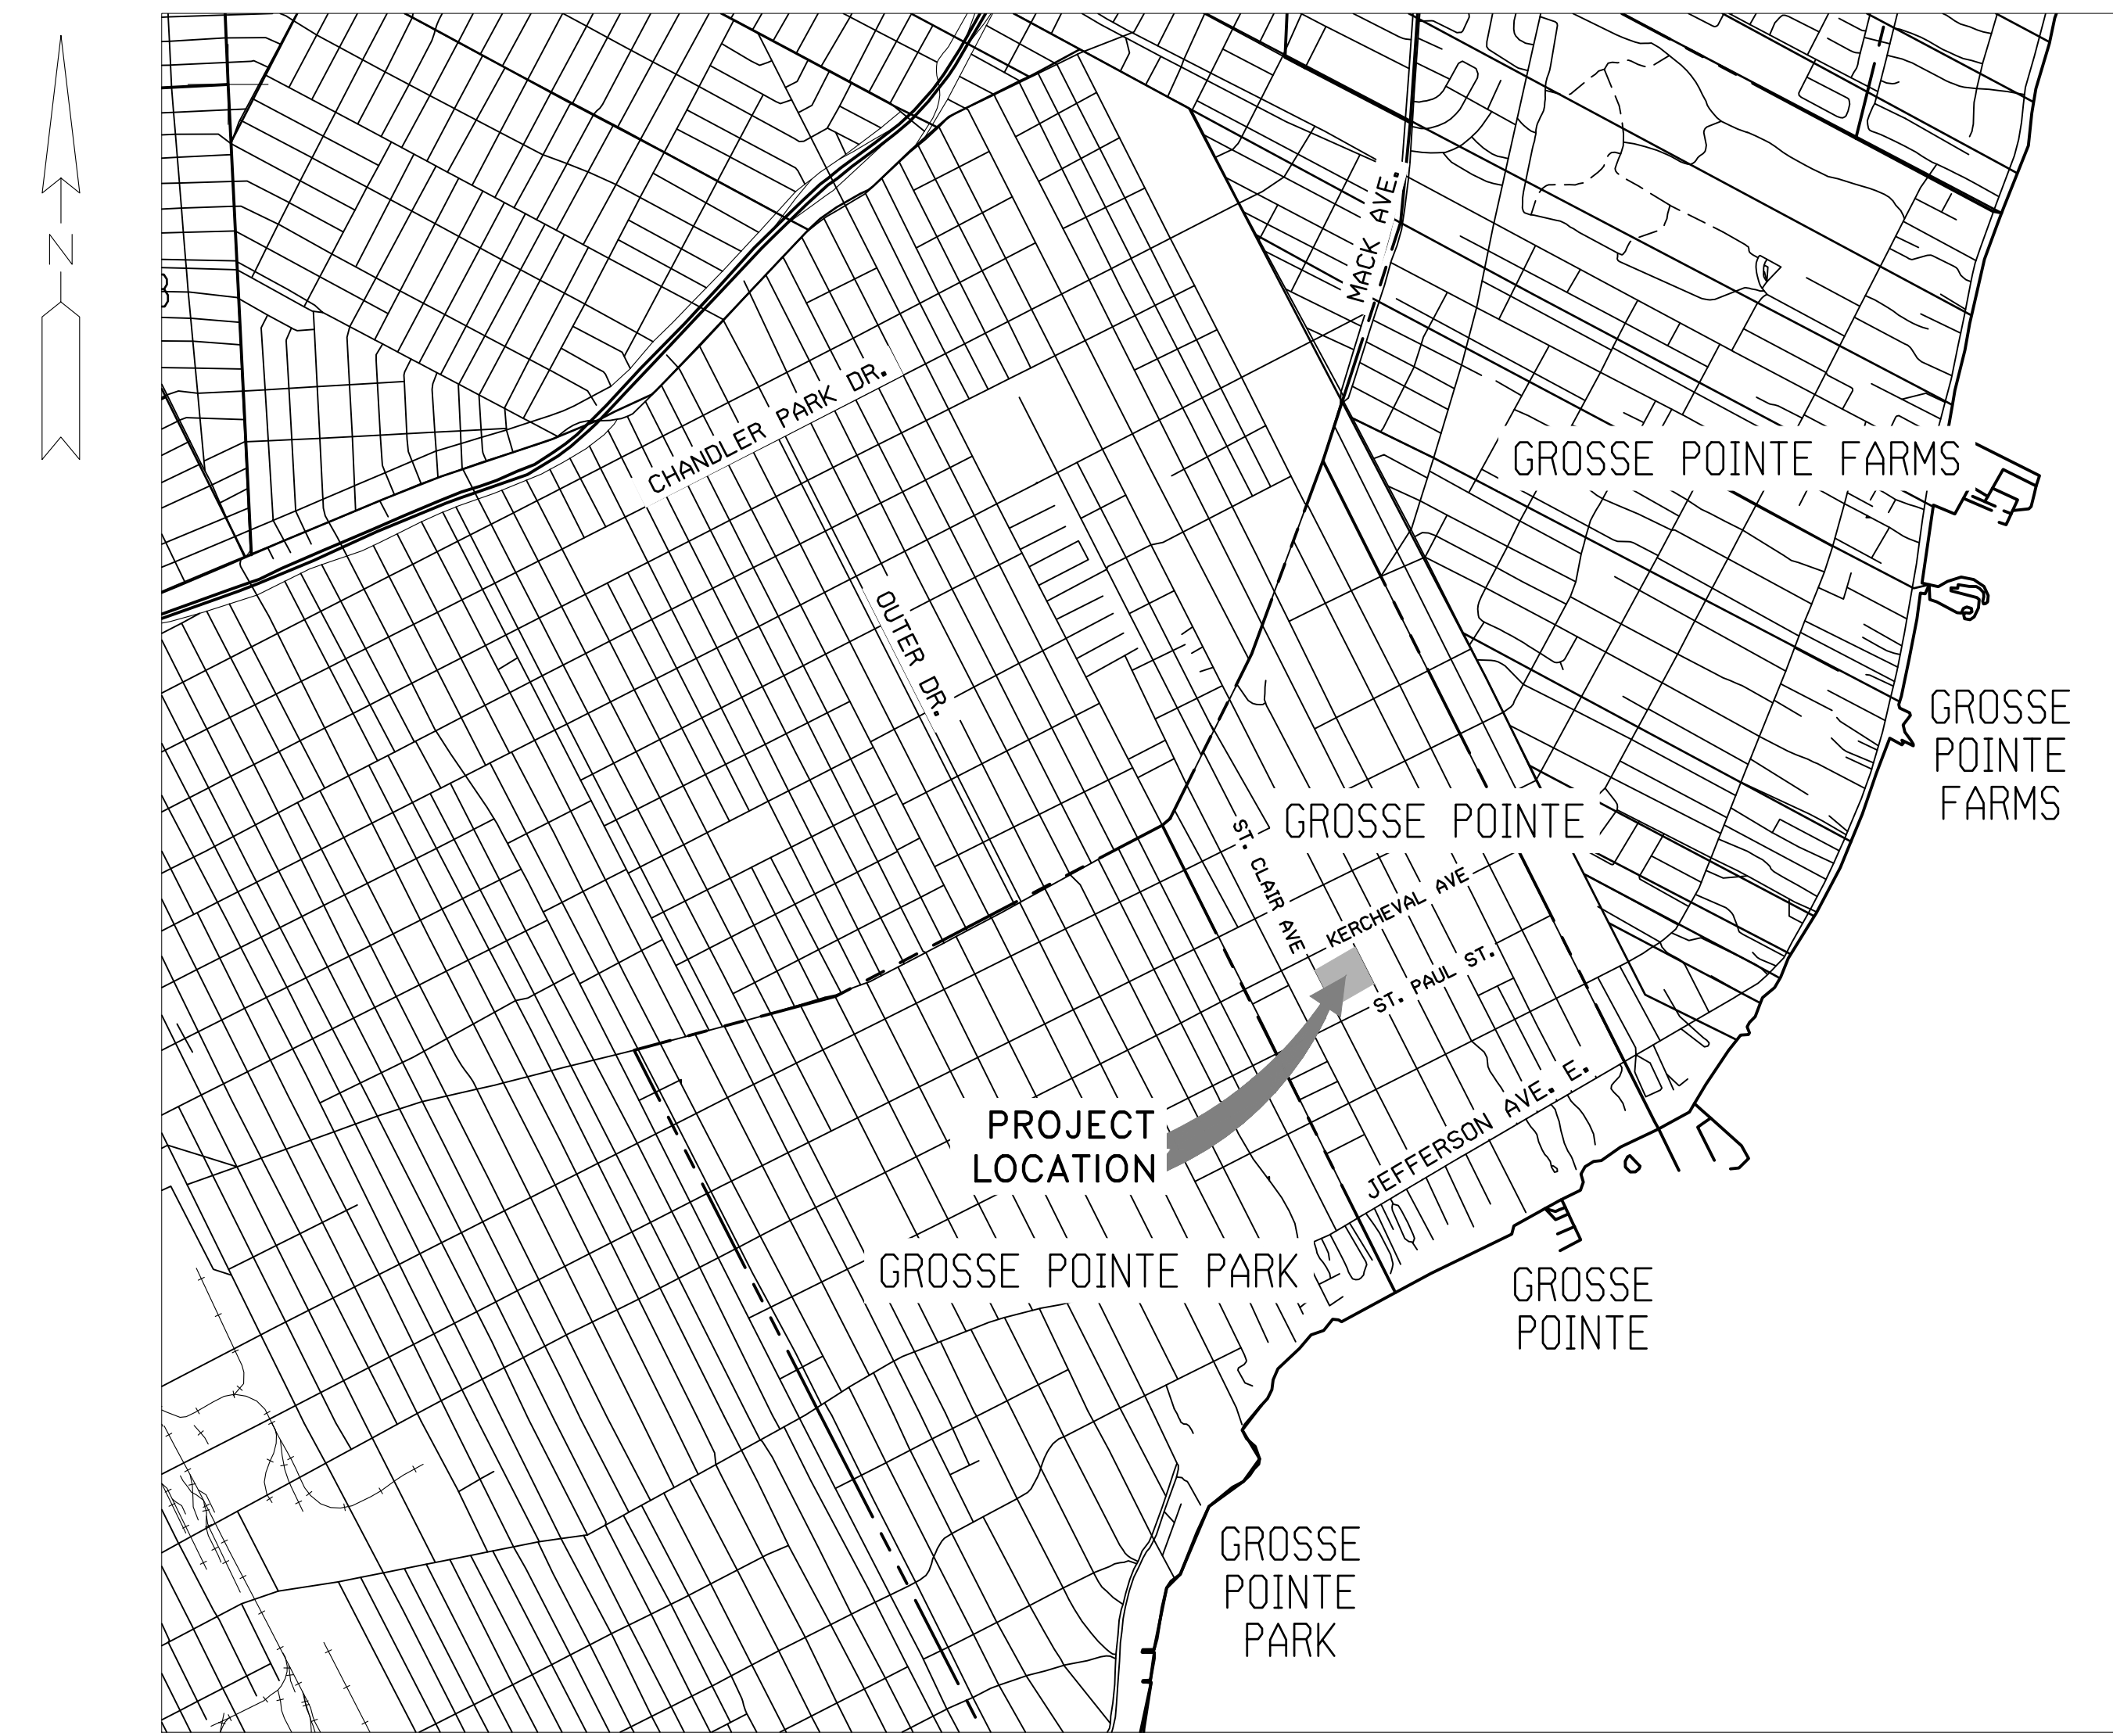 N
MACK AVE.
CHANDLER PARK DR.
GROSSE POINTE FARMS
OUTER DR.
GROSSE
POINTE
FARMS
GROSSE POINTE
ST. CLAIR AVE
KERCHEVAL AVE
ST. PAUL ST.
JEFFERSON AVE. E.
PROJECT
LOCATION
GROSSE POINTE PARK
GROSSE
POINTE
GROSSE
POINTE
PARK